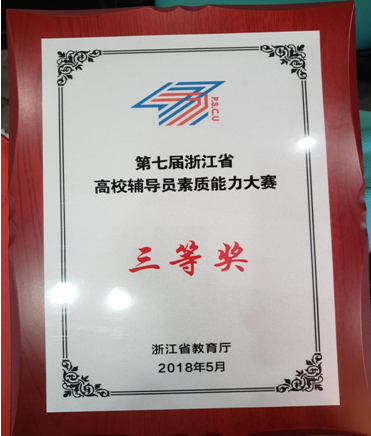 P.S.C.U
第七届浙江省
高校辅导员素质能力大赛
三等奖
浙江省教育厅
2018年5月